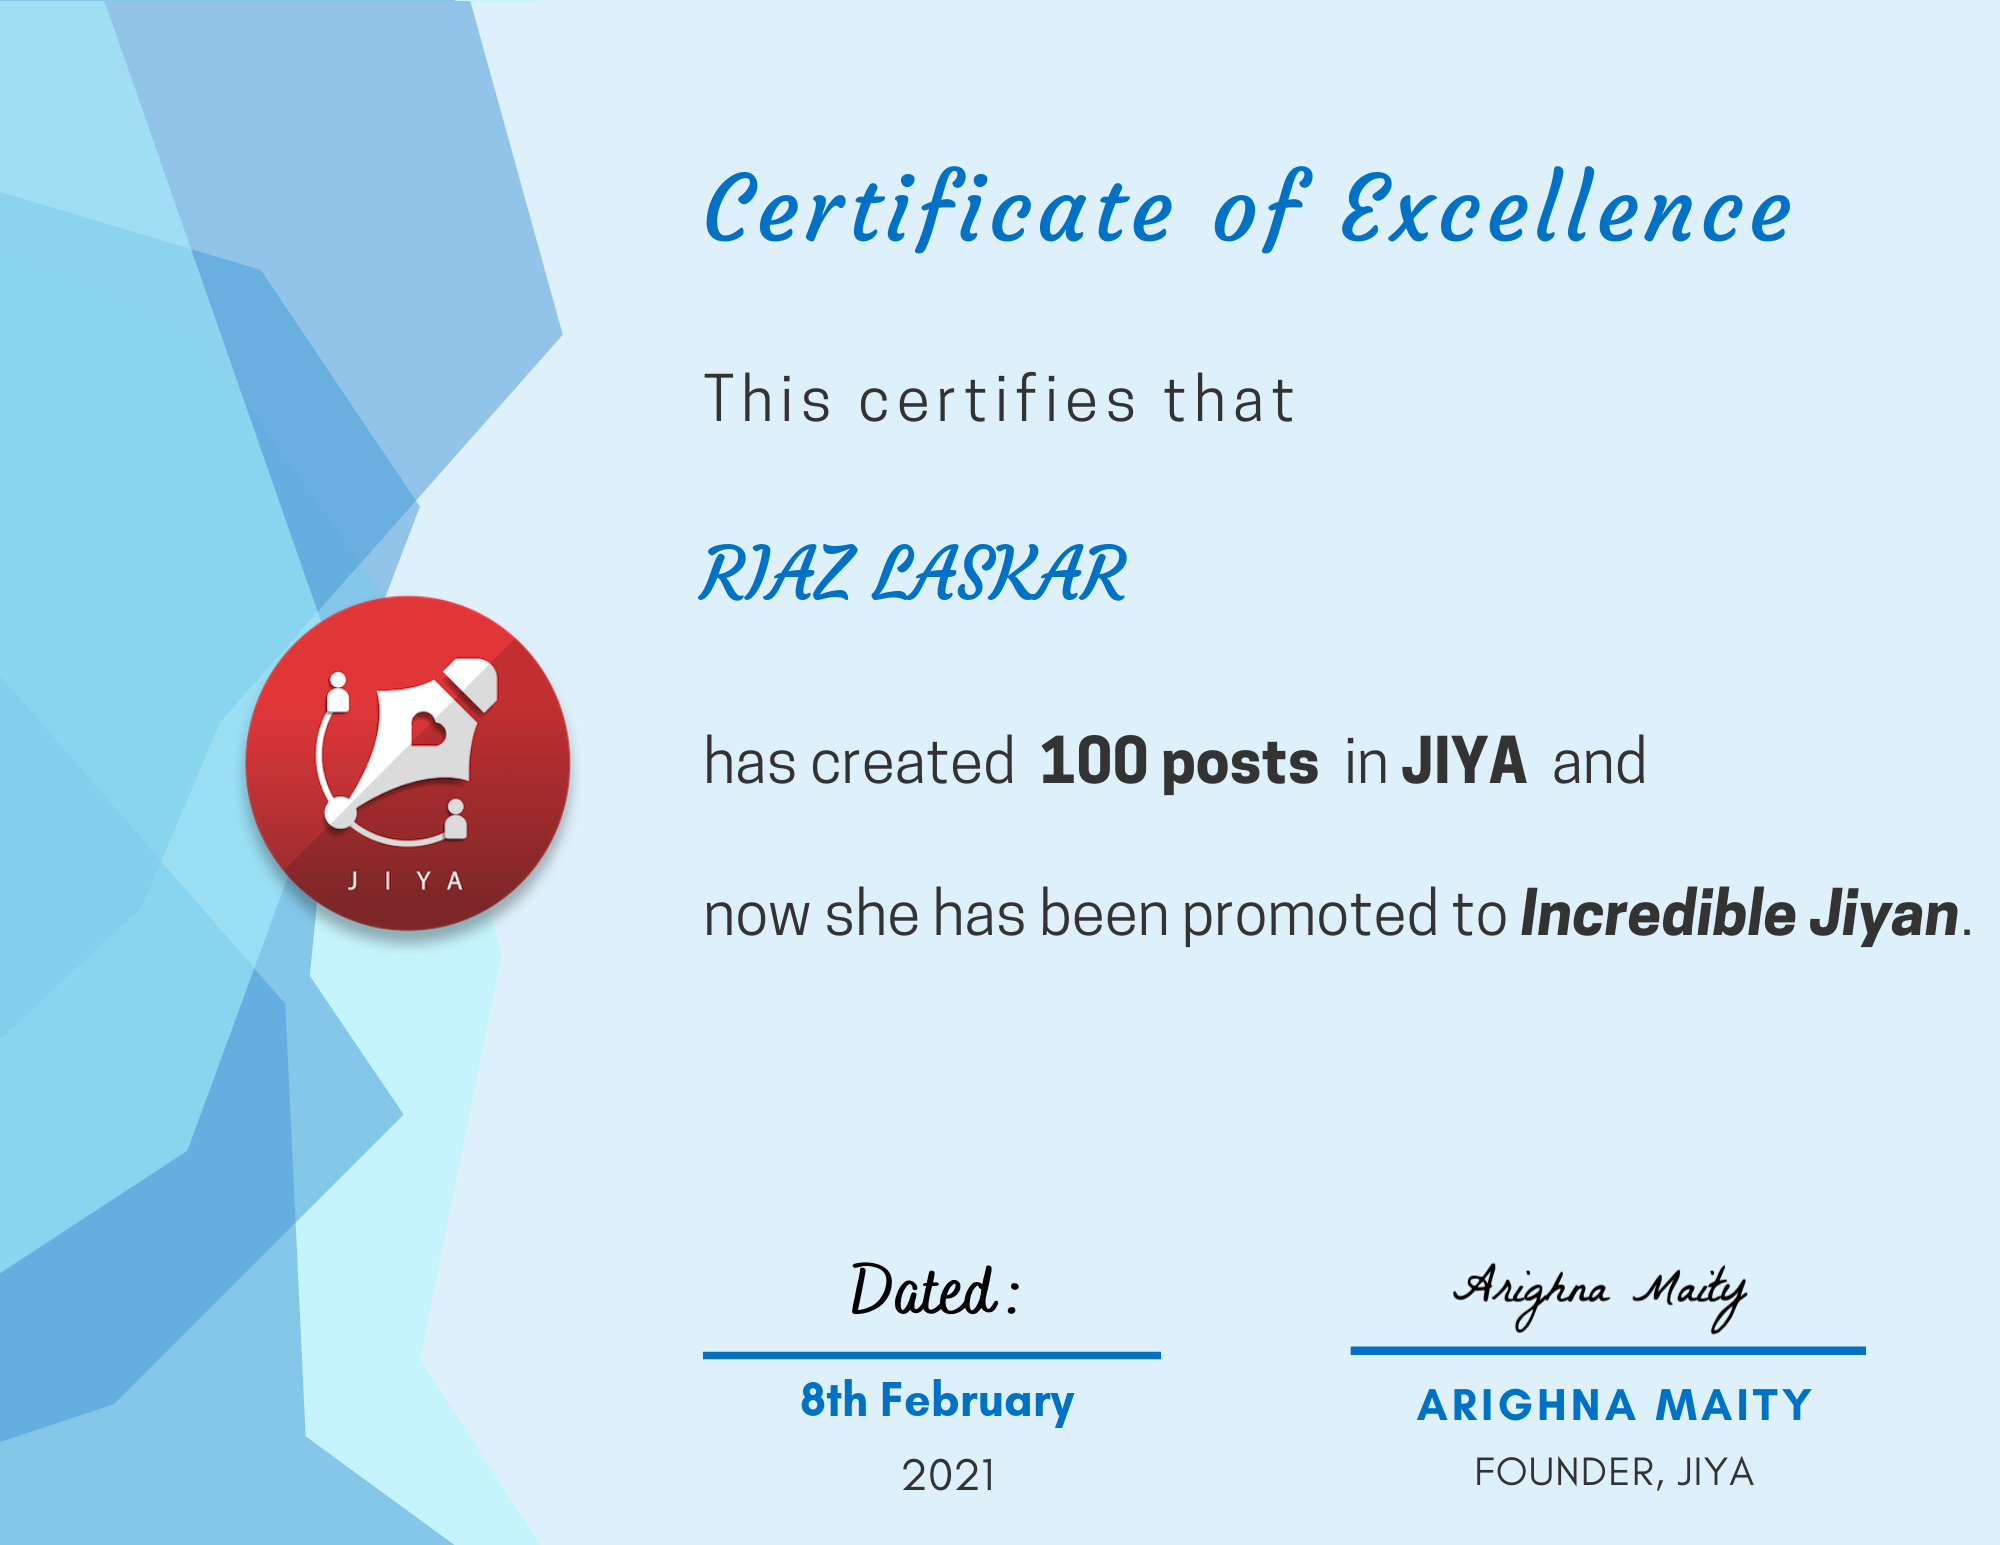 Certificate of Excellence
This certifies that
RIAZ LASKAR
has created 100 posts in JIYA and
now she has been promoted to Incredible Jiyan.
JIYA
Dated:
8th February
2021
Arighna Maity
ARIGHNA MAITY
FOUNDER, JIYA